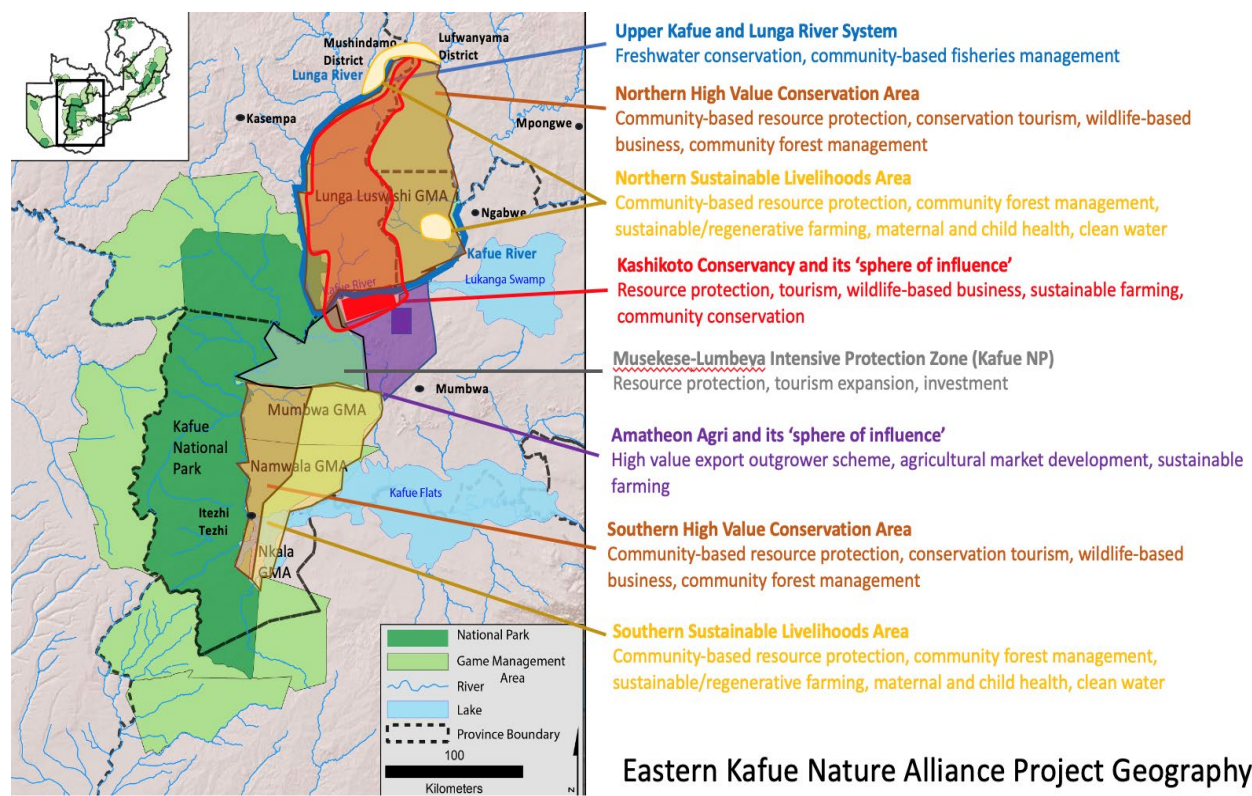 Mushindamo
District
Lufwanyama
District
Lunga River
Kasempa
Mpongwe
Lunga Luswishi GMA
Ngabwe
Kafue River
Lukanga Swamp
Kafue River
Mumbwa
Mumbwa GMA
Kafue
National
Park
Namwala GMA
Kafue Flats
Itezhi
Tezhi
Nkala
GMA
National Park
Game Management
Area
River
Lake
Province Boundary
100
Kilometers
Z
Upper Kafue and Lunga River System
Freshwater conservation, community-based fisheries management
Northern High Value Conservation Area
Community-based resource protection, conservation tourism, wildlife-based
business, community forest management
Northern Sustainable Livelihoods Area
Community-based resource protection, community forest management,
sustainable/regenerative farming, maternal and child health, clean water
Kashikoto Conservancy and its ‘sphere of influence’
Resource protection, tourism, wildlife-based business, sustainable farming,
community conservation
Musekese-Lumbeya Intensive Protection Zone (Kafue NP)
Resource protection, tourism expansion, investment
Amatheon Agri and its ‘sphere of influence’
High value export outgrower scheme, agricultural market development, sustainable
farming
Southern High Value Conservation Area
Community-based resource protection, conservation tourism, wildlife-based
business, community forest management
Southern Sustainable Livelihoods Area
Community-based resource protection, community forest management,
sustainable/regenerative farming, maternal and child health, clean water
Eastern Kafue Nature Alliance Project Geography